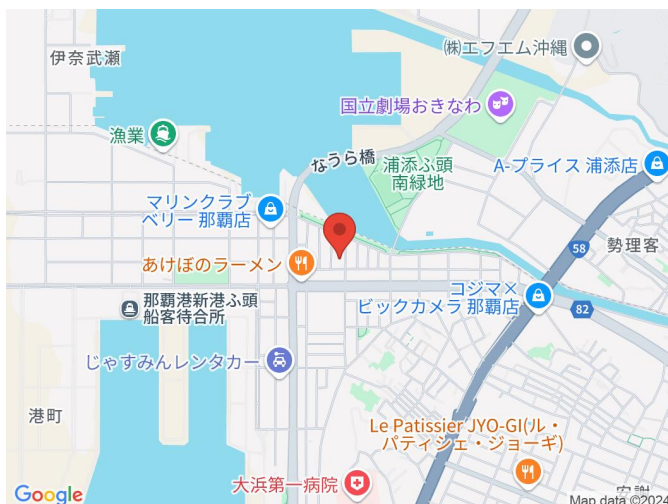 伊奈武瀬
(株)エフエム沖縄
国立劇場おきなわ
漁業
なうら橋
浦添ふ頭
南緑地
A-プライス 浦添店
マリンクラブ
ベリー 那覇店
58
勢理客
あけぼのラーメン
コジマ×
ビックカメラ 那覇店
那覇港新港ふ頭
船客待合所
82
じゃすみんレンタカー
港町
Le Patissier JYO-GI(ル・
パティシェ・ジョーギ)
大浜第一病院
安謝
Google
Map data ©2024